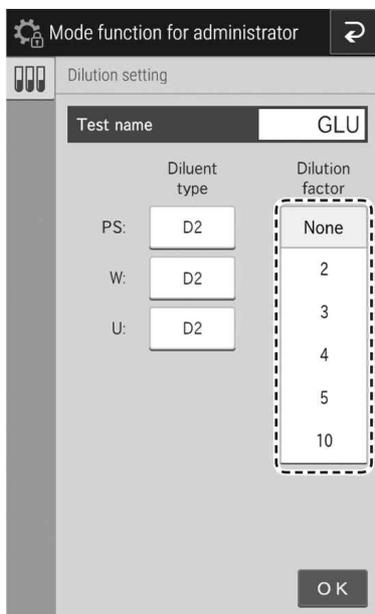 Mode function for administrator
Dilution setting
Test name GLU
Diluent type
Dilution factor
PS: D2
W: D2
U: D2
None
2
3
4
5
10
OK